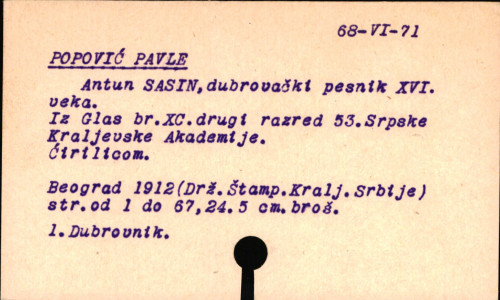 68-VI-71
POPOVIĆ PAVLE
Antun SASIN,dubrovački pesnik XVI.
veka.
Iz Glas br.XC.drugi razred 53.Srpske
Kraljevske Akademije.
Ćirilicom.
Beograd 1912(Drž.Štamp.Kralj.Srbije)
str.od 1 do 67,24.5 cm.broš.
1.Dubrovnik.